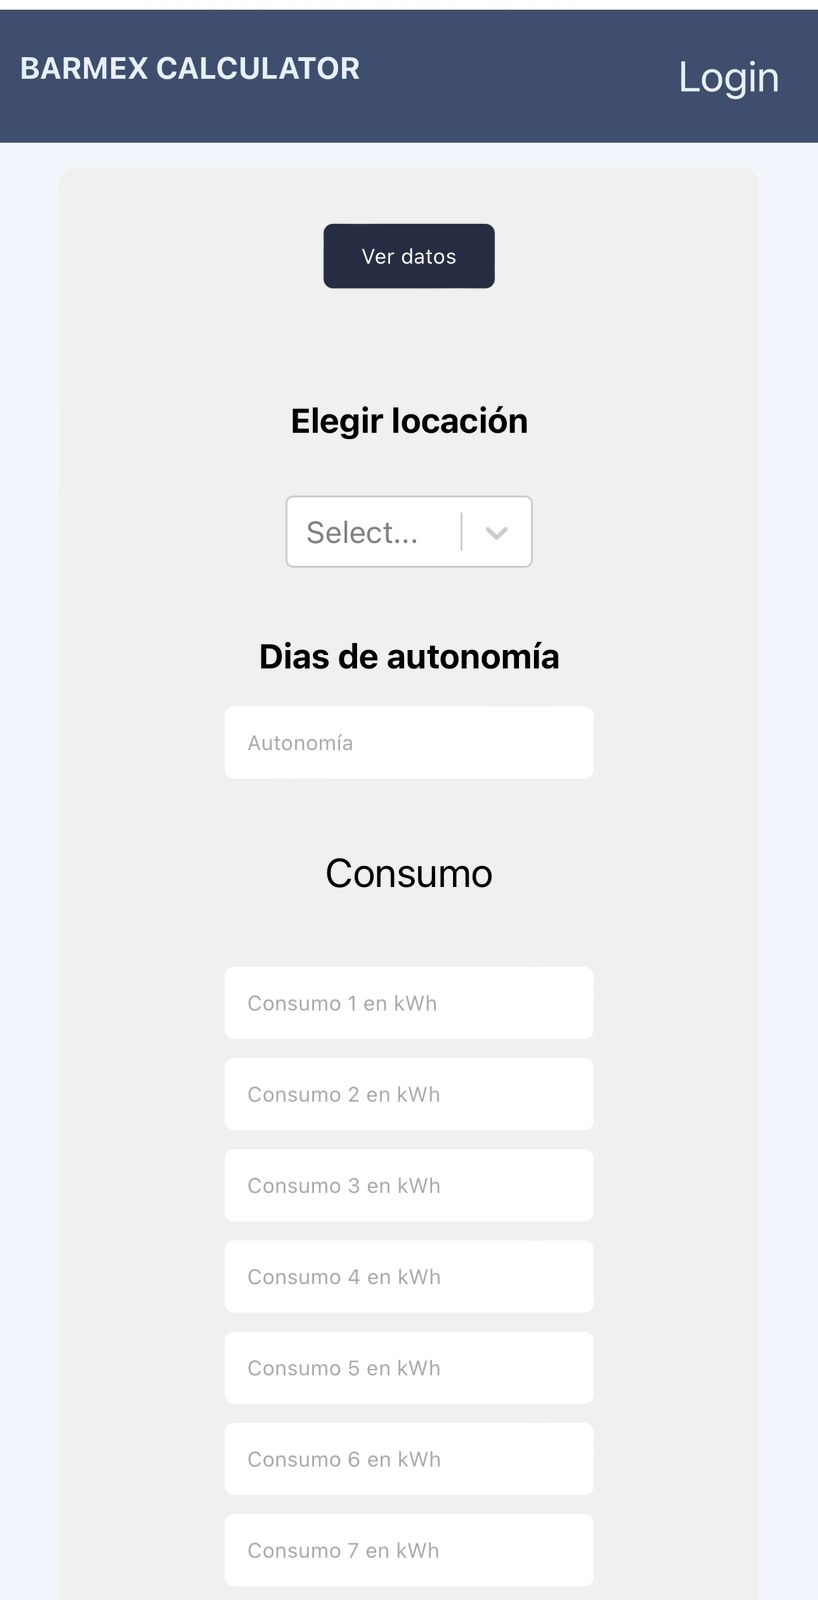 BARMEX CALCULATOR
Login
Ver datos
Elegir locación
Select...
Dias de autonomía
Autonomía
Consumo
Consumo 1 en kWh
Consumo 2 en kWh
Consumo 3 en kWh
Consumo 4 en kWh
Consumo 5 en kWh
Consumo 6 en kWh
Consumo 7 en kWh